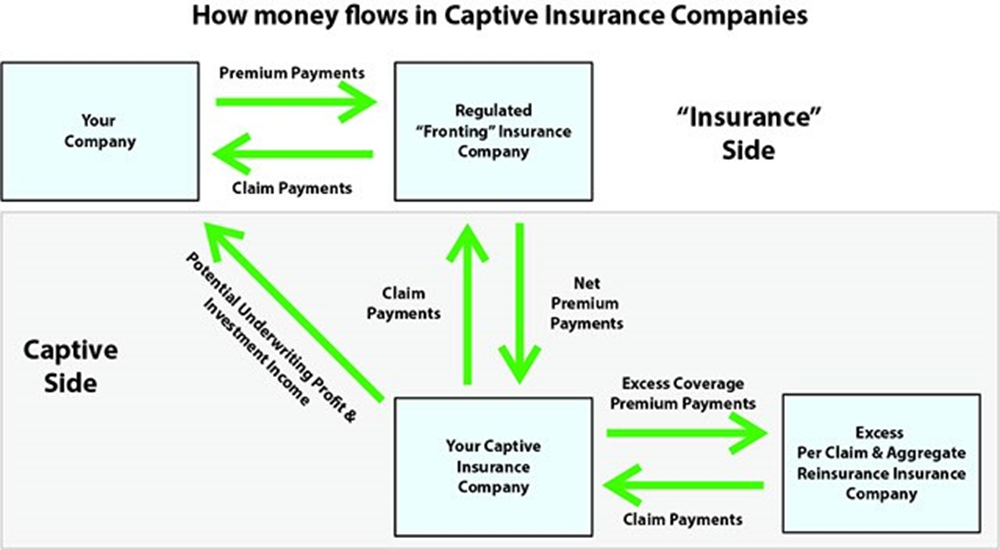 How money flows in Captive Insurance Companies
Your
Company
Premium Payments
Claim Payments
Regulated
“Fronting” Insurance
Company
“Insurance”
Side
Captive
Side
Potential Underwriting Profit &
Investment Income
Claim
Payments
Net
Premium
Payments
Your Captive
Insurance
Company
Excess Coverage
Premium Payments
Claim Payments
Excess
Per Claim & Aggregate
Reinsurance Insurance
Company